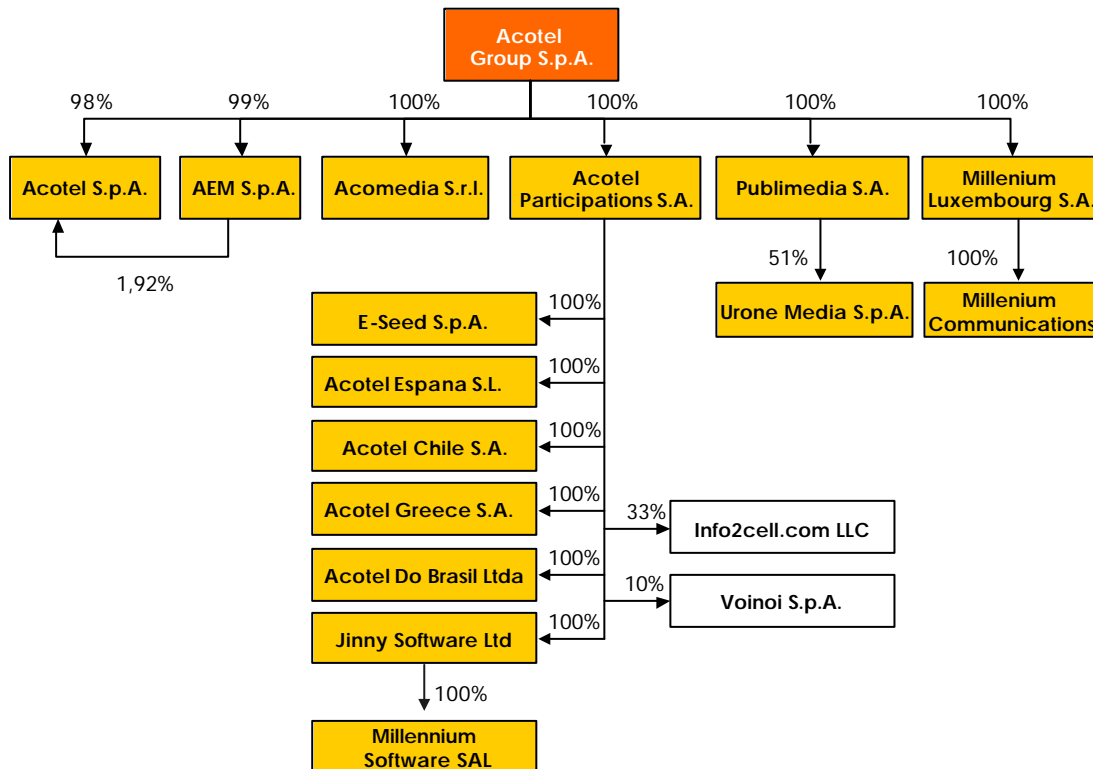 Acotel
Group S.p.A.
98%
99%
100%
100%
100%
100%
Acotel S.p.A.
AEM S.p.A.
Acomedia S.r.l.
Acotel
Participations S.A.
Publimedia S.A.
Millenium
Luxembourg S.A.
1,92%
51%
100%
Urone Media S.p.A.
Millenium
Communications
100%
E-Seed S.p.A.
100%
Acotel Espana S.L.
100%
Acotel Chile S.A.
100%
Acotel Greece S.A.
33%
Info2cell.com LLC
100%
Acotel Do Brasil Ltda
10%
Voinoi S.p.A.
100%
Jinny Software Ltd
100%
Millennium
Software SAL